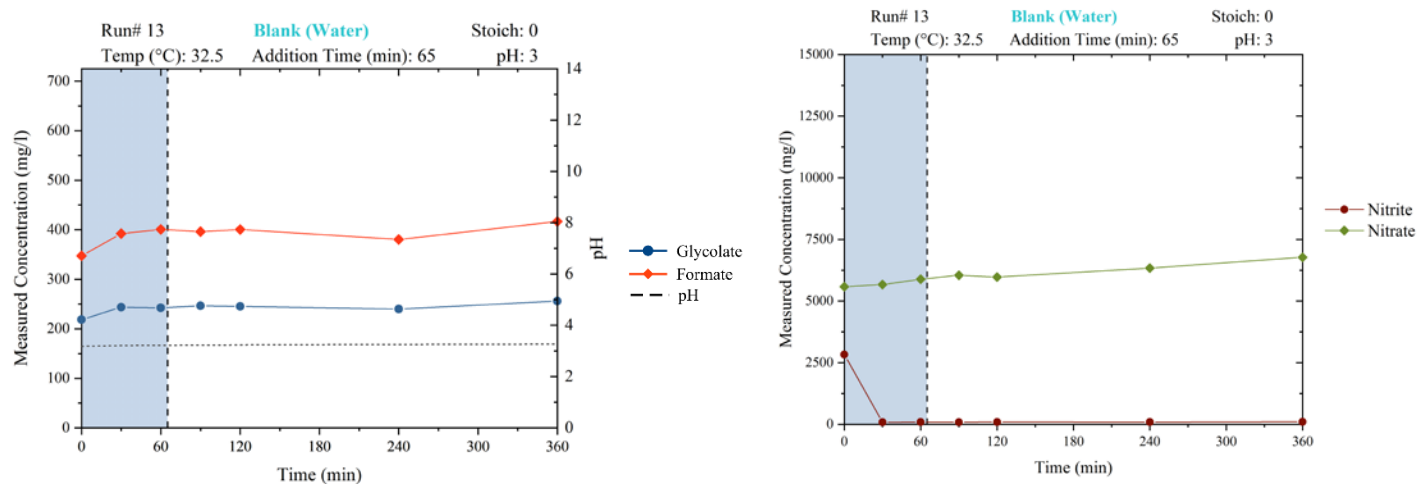 Run# 13 Blank (Water) Stoich: 0
Temp (°C): 32.5 Addition Time (min): 65 pH: 3
700
600
500
400
300
200
100
0
Measured Concentration (mg/l)
0 60 120 180 240 300 360
Time (min)
14
12
10
8
6
4
2
0
pH
Glycolate
Formate
pH
Run# 13 Blank (Water) Stoich: 0
Temp (°C): 32.5 Addition Time (min): 65 pH: 3
15000
12500
10000
7500
5000
2500
0
Measured Concentration (mg/l)
0 60 120 180 240 300 360
Time (min)
Nitrite
Nitrate